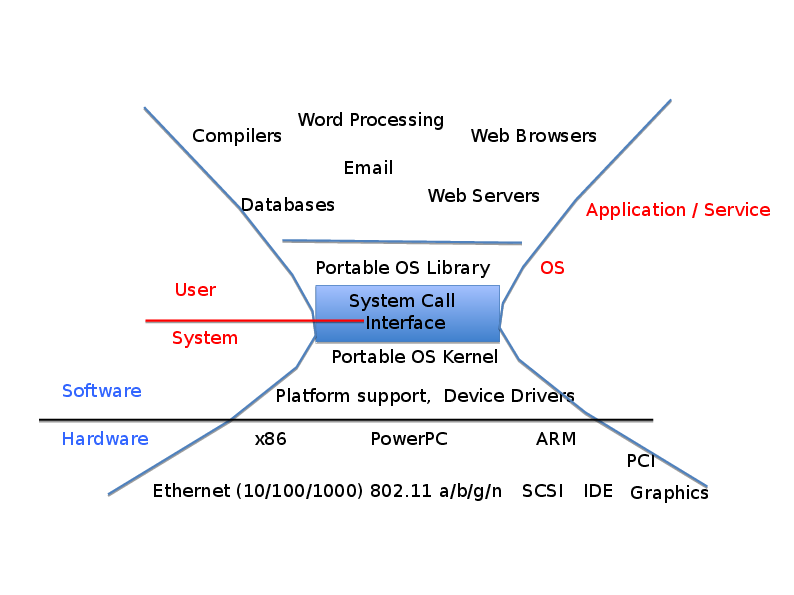 Word Processing
Compilers
Web Browsers
Email
Web Servers
Databases
Application / Service
Portable OS Library
OS
User
System Call
Interface
System
Portable OS Kernel
Software
Platform support,  Device Drivers
Hardware
x86
PowerPC
ARM
PCI
Ethernet (10/100/1000) 802.11 a/b/g/n
SCSI
IDE
Graphics